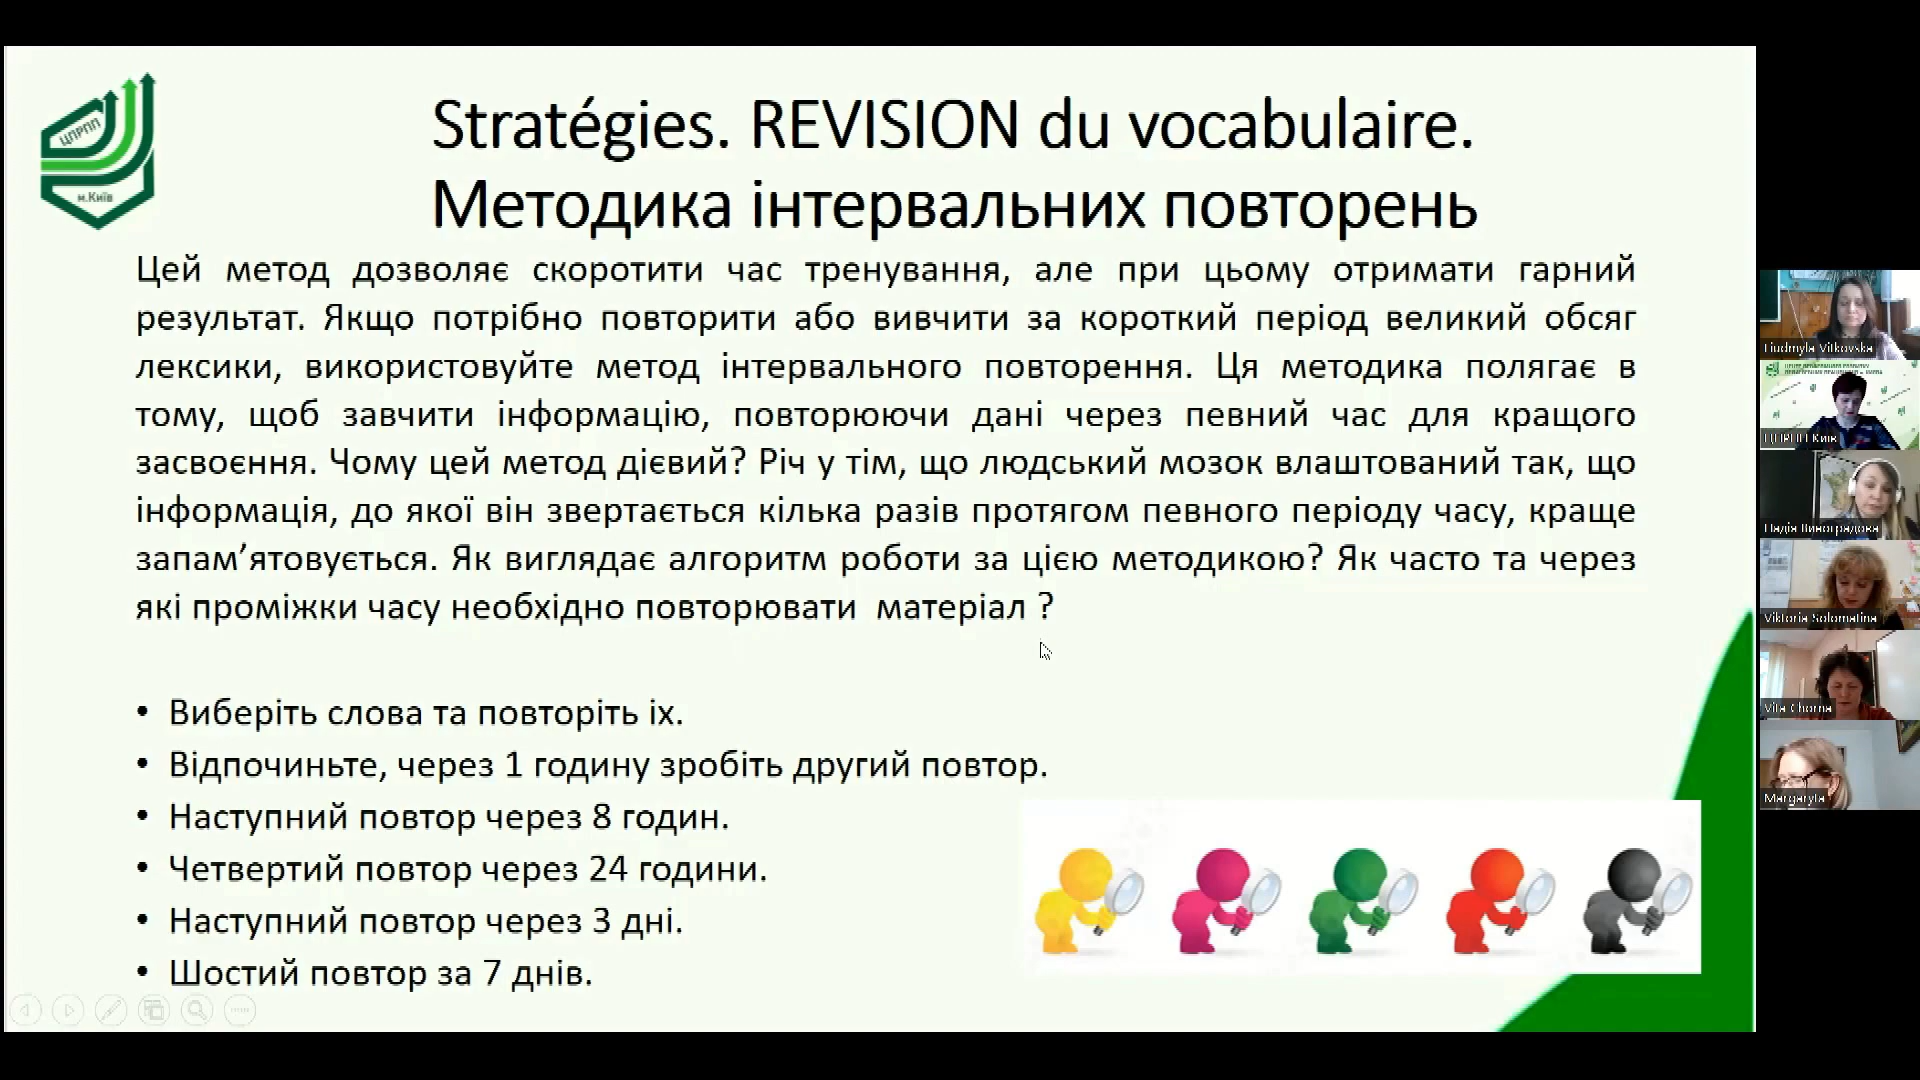 ЦПРПП
м.Київ
Stratégies. REVISION du vocabulaire.
Методика інтервальних повторень
Цей метод дозволяє скоротити час тренування, але при цьому отримати гарний
результат. Якщо потрібно повторити або вивчити за короткий період великий обсяг
лексики, використовуйте метод інтервального повторення. Ця методика полягає в
тому, щоб завчити інформацію, повторюючи дані через певний час для кращого
засвоєння. Чому цей метод дієвий? Річ у тім, що людський мозок влаштований так, що
інформація, до якої він звертається кілька разів протягом певного періоду часу, краще
запам’ятовується. Як виглядає алгоритм роботи за цією методикою? Як часто та через
які проміжки часу необхідно повторювати  матеріал ?
• Виберіть слова та повторіть іх.
• Відпочиньте, через 1 годину зробіть другий повтор.
• Наступний повтор через 8 годин.
• Четвертий повтор через 24 години.
• Наступний повтор через 3 дні.
• Шостий повтор за 7 днів.
Liudmyla Vitkovska
ЦПРПП Київ
Надія Виноградова
Viktoria Solomatina
Vita Chorna
Margaryta